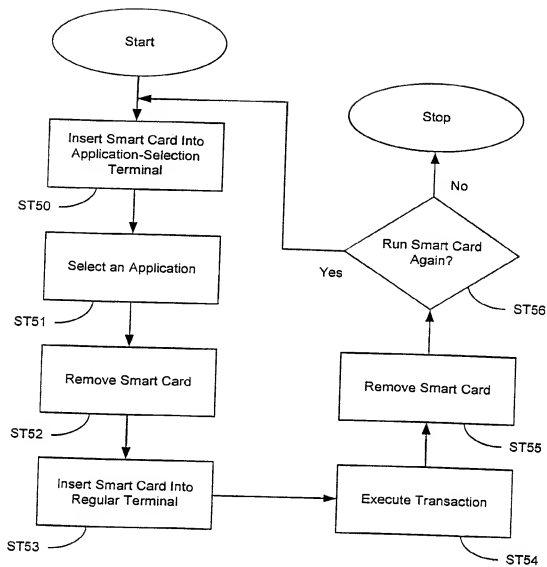 Start
Insert Smart Card Into
Application-Selection
Terminal
ST50
Select an Application
ST51
Remove Smart Card
ST52
Insert Smart Card Into
Regular Terminal
ST53
Execute Transaction
ST54
Remove Smart Card
ST55
Run Smart Card
Again?
ST56
Yes
No
Stop